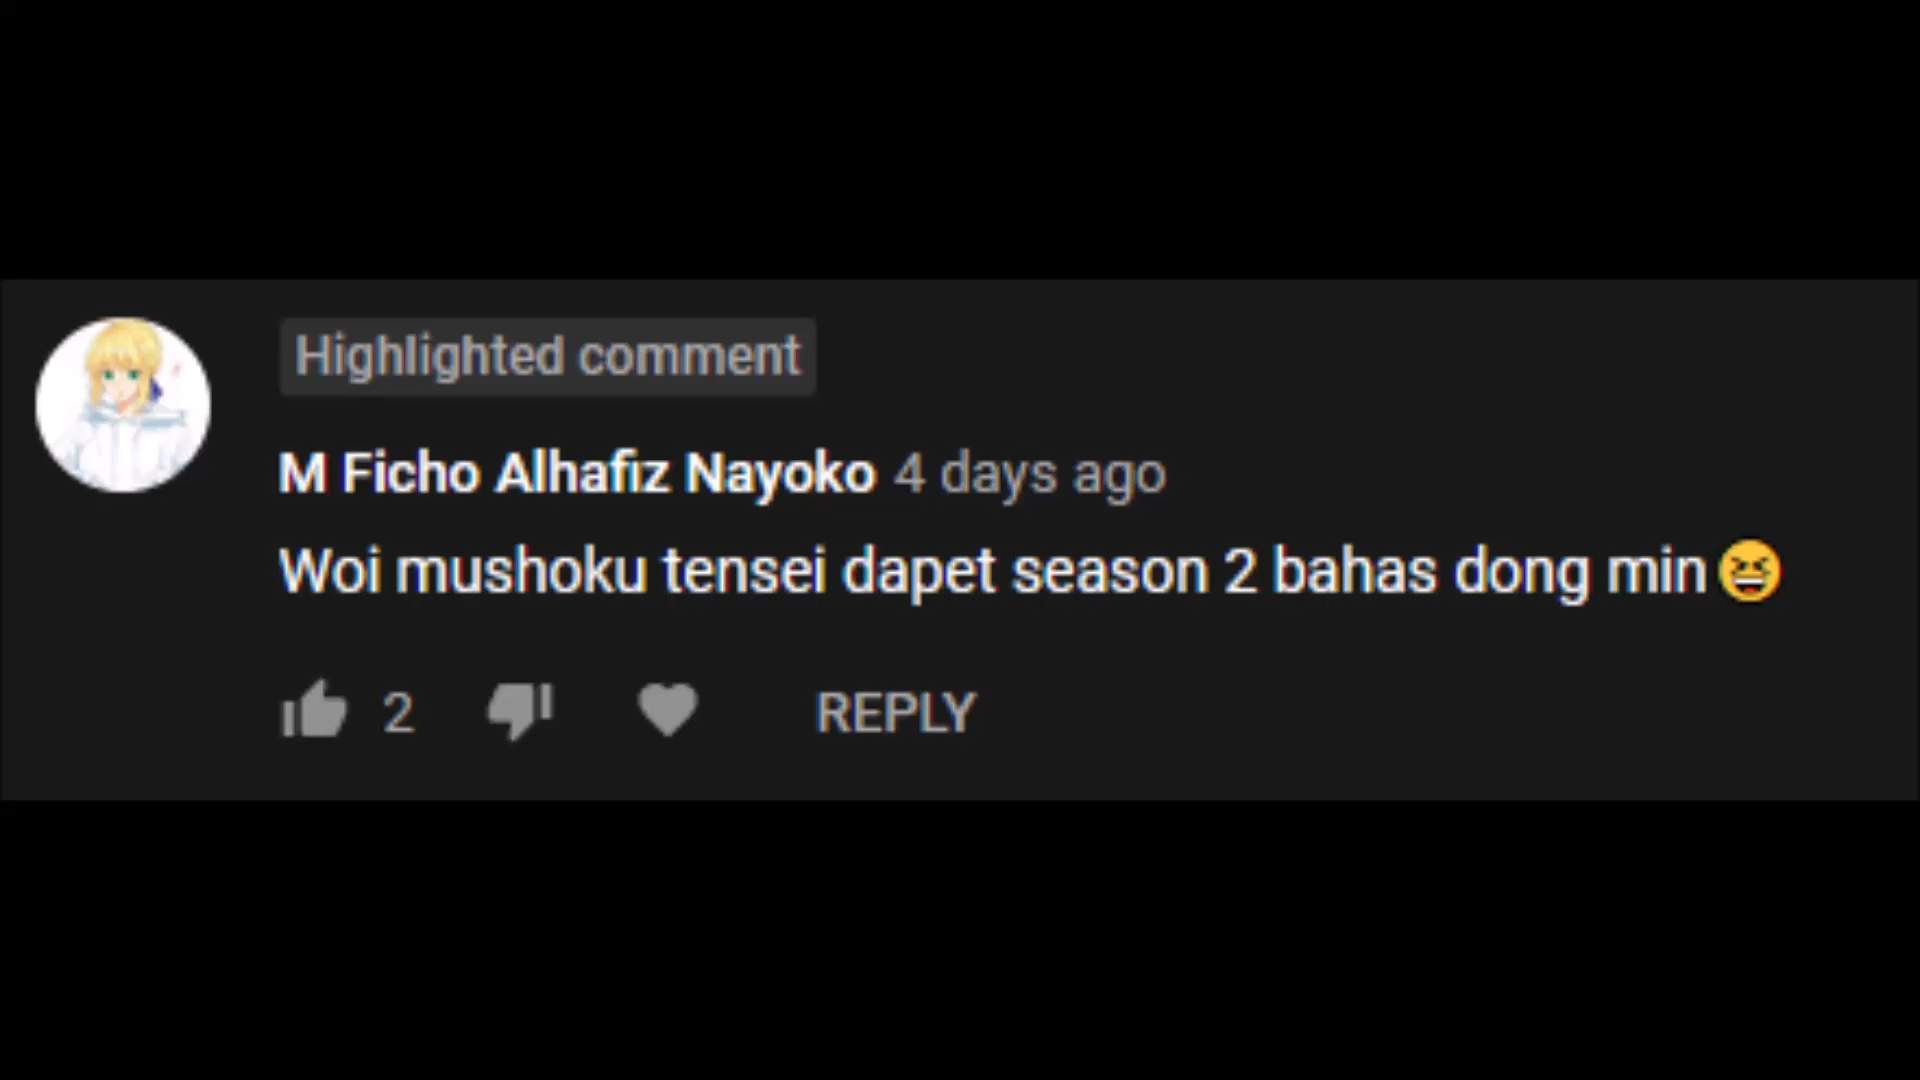 Highlighted comment
M Ficho Alhafiz Nayoko 4 days ago
Woi mushoku tensei dapet season 2 bahas dong min😆
2 REPLY